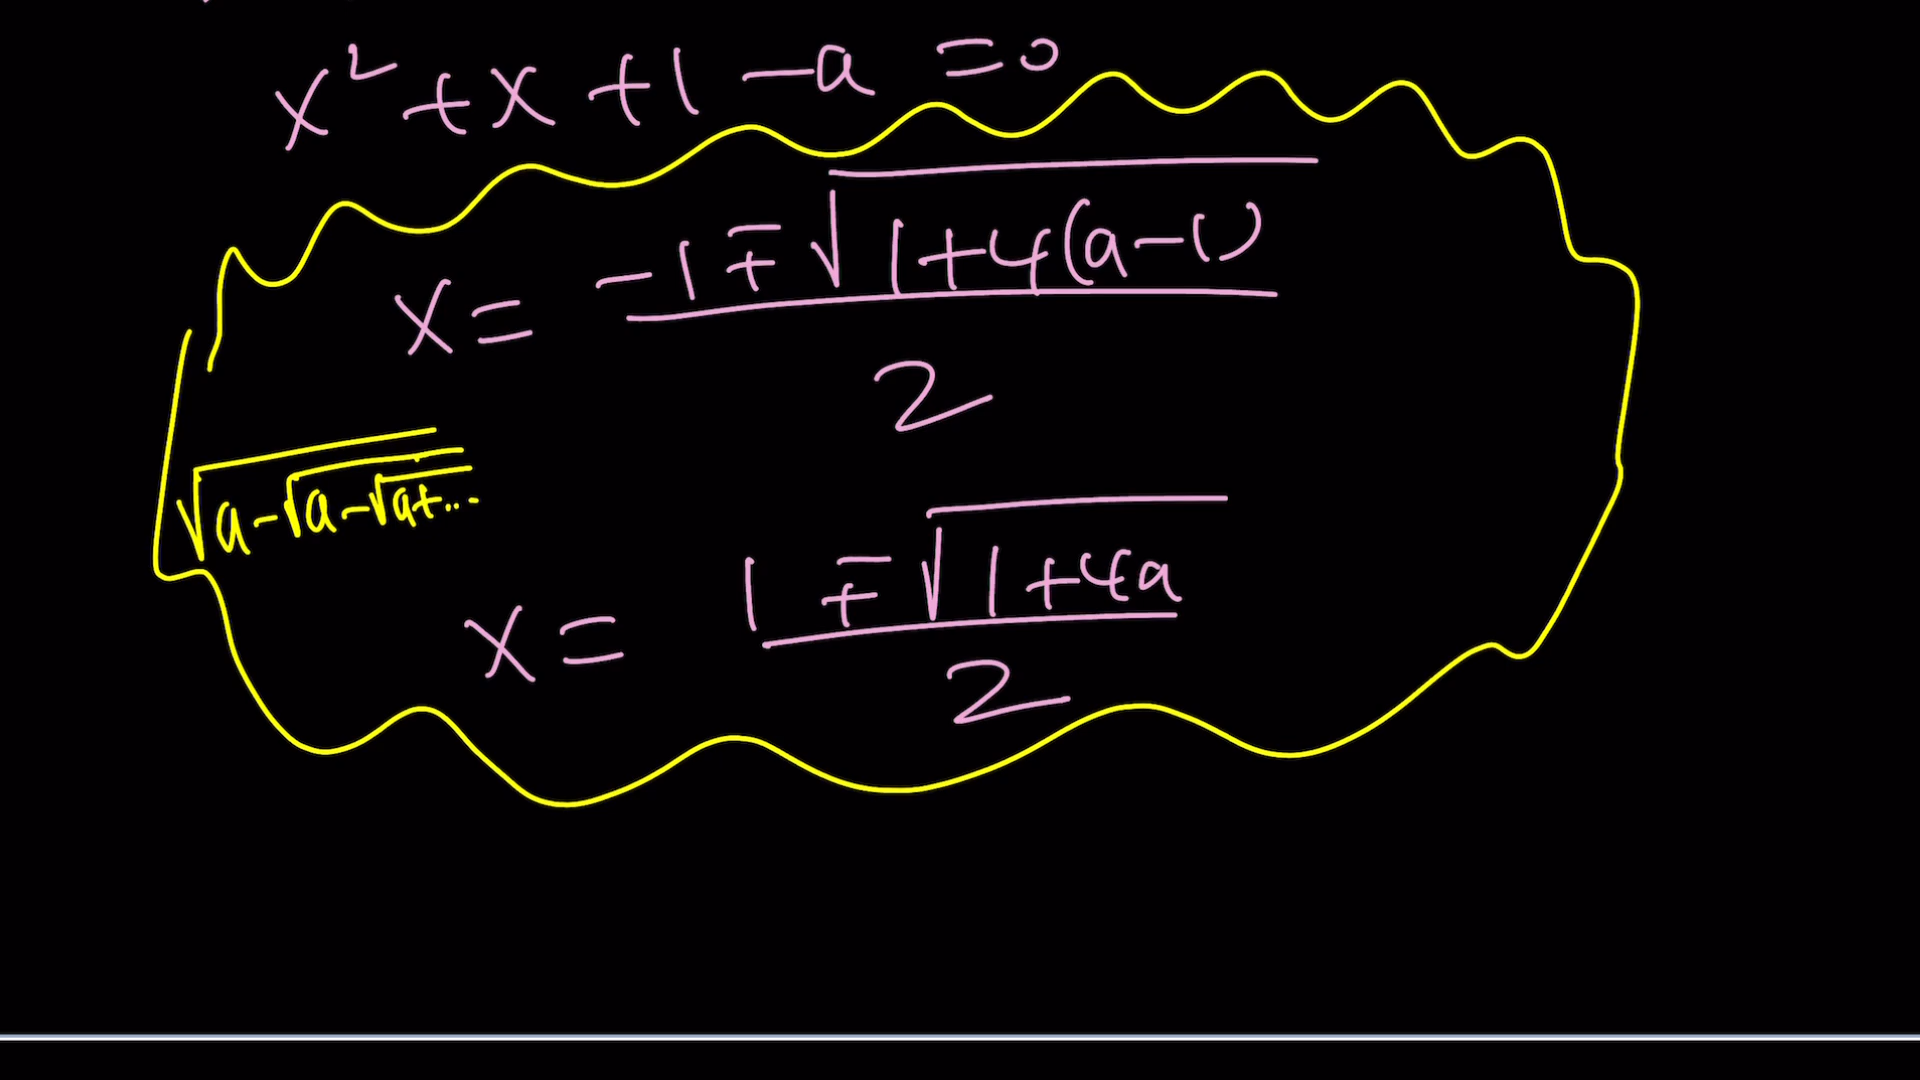 x² + x + 1 - a = 0
x = (-1 ∓ √(1+4(a-1)))/2
√(a-√(a-√(a+...
x = (1 ∓ √(1+4a))/2